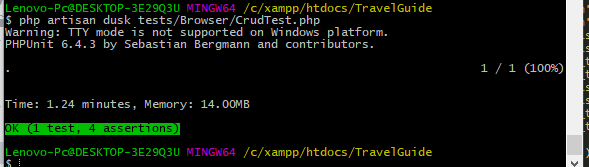 Lenovo-Pc@DESKTOP-3E29Q3U MINGW64 /c/xampp/htdocs/TravelGuide
$ php artisan dusk tests/Browser/CrudTest.php
Warning: TTY mode is not supported on Windows platform.
PHPUnit 6.4.3 by Sebastian Bergmann and contributors.
. 1 / 1 (100%)
Time: 1.24 minutes, Memory: 14.00MB
OK (1 test, 4 assertions)
Lenovo-Pc@DESKTOP-3E29Q3U MINGW64 /c/xampp/htdocs/TravelGuide
$